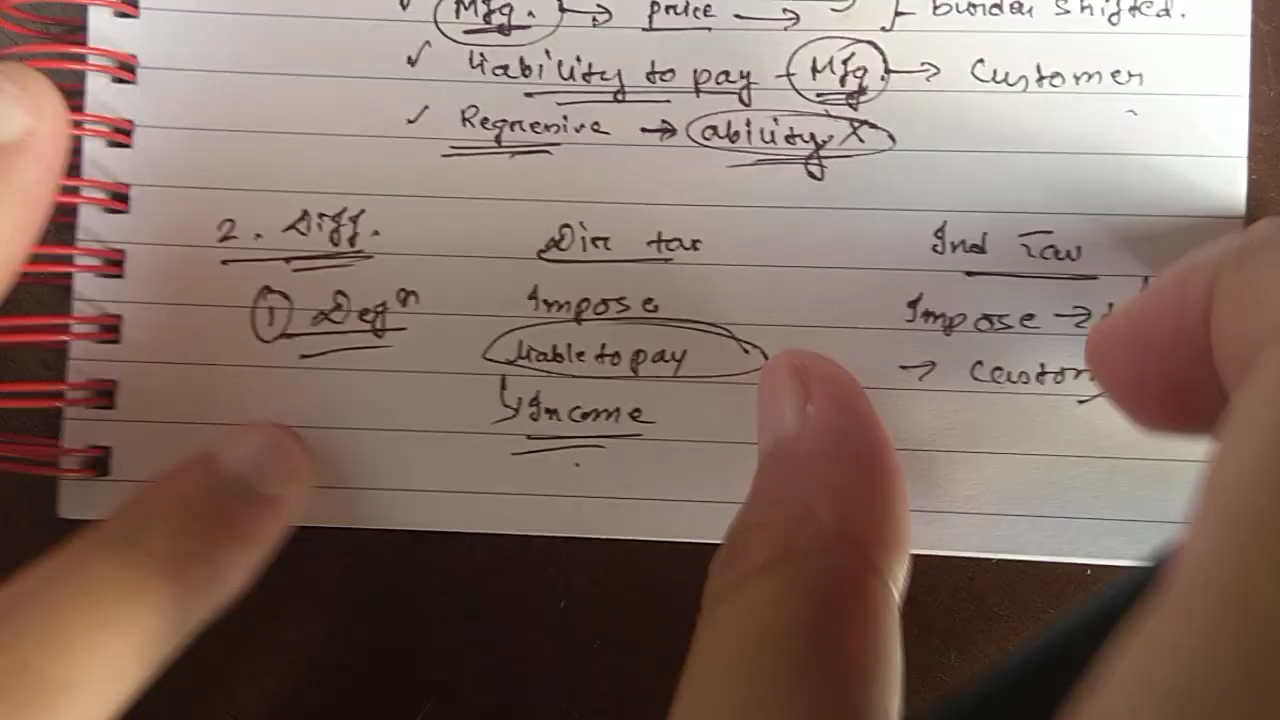 ✓ Mfg. → price → } burden shifted.
✓ liability to pay - Mfg. → Customer
✓ Regressive → ability X
2. Diff. Dir tax Ind Tax
① Defⁿ Impose Impose →
liable to pay →
↳ Income